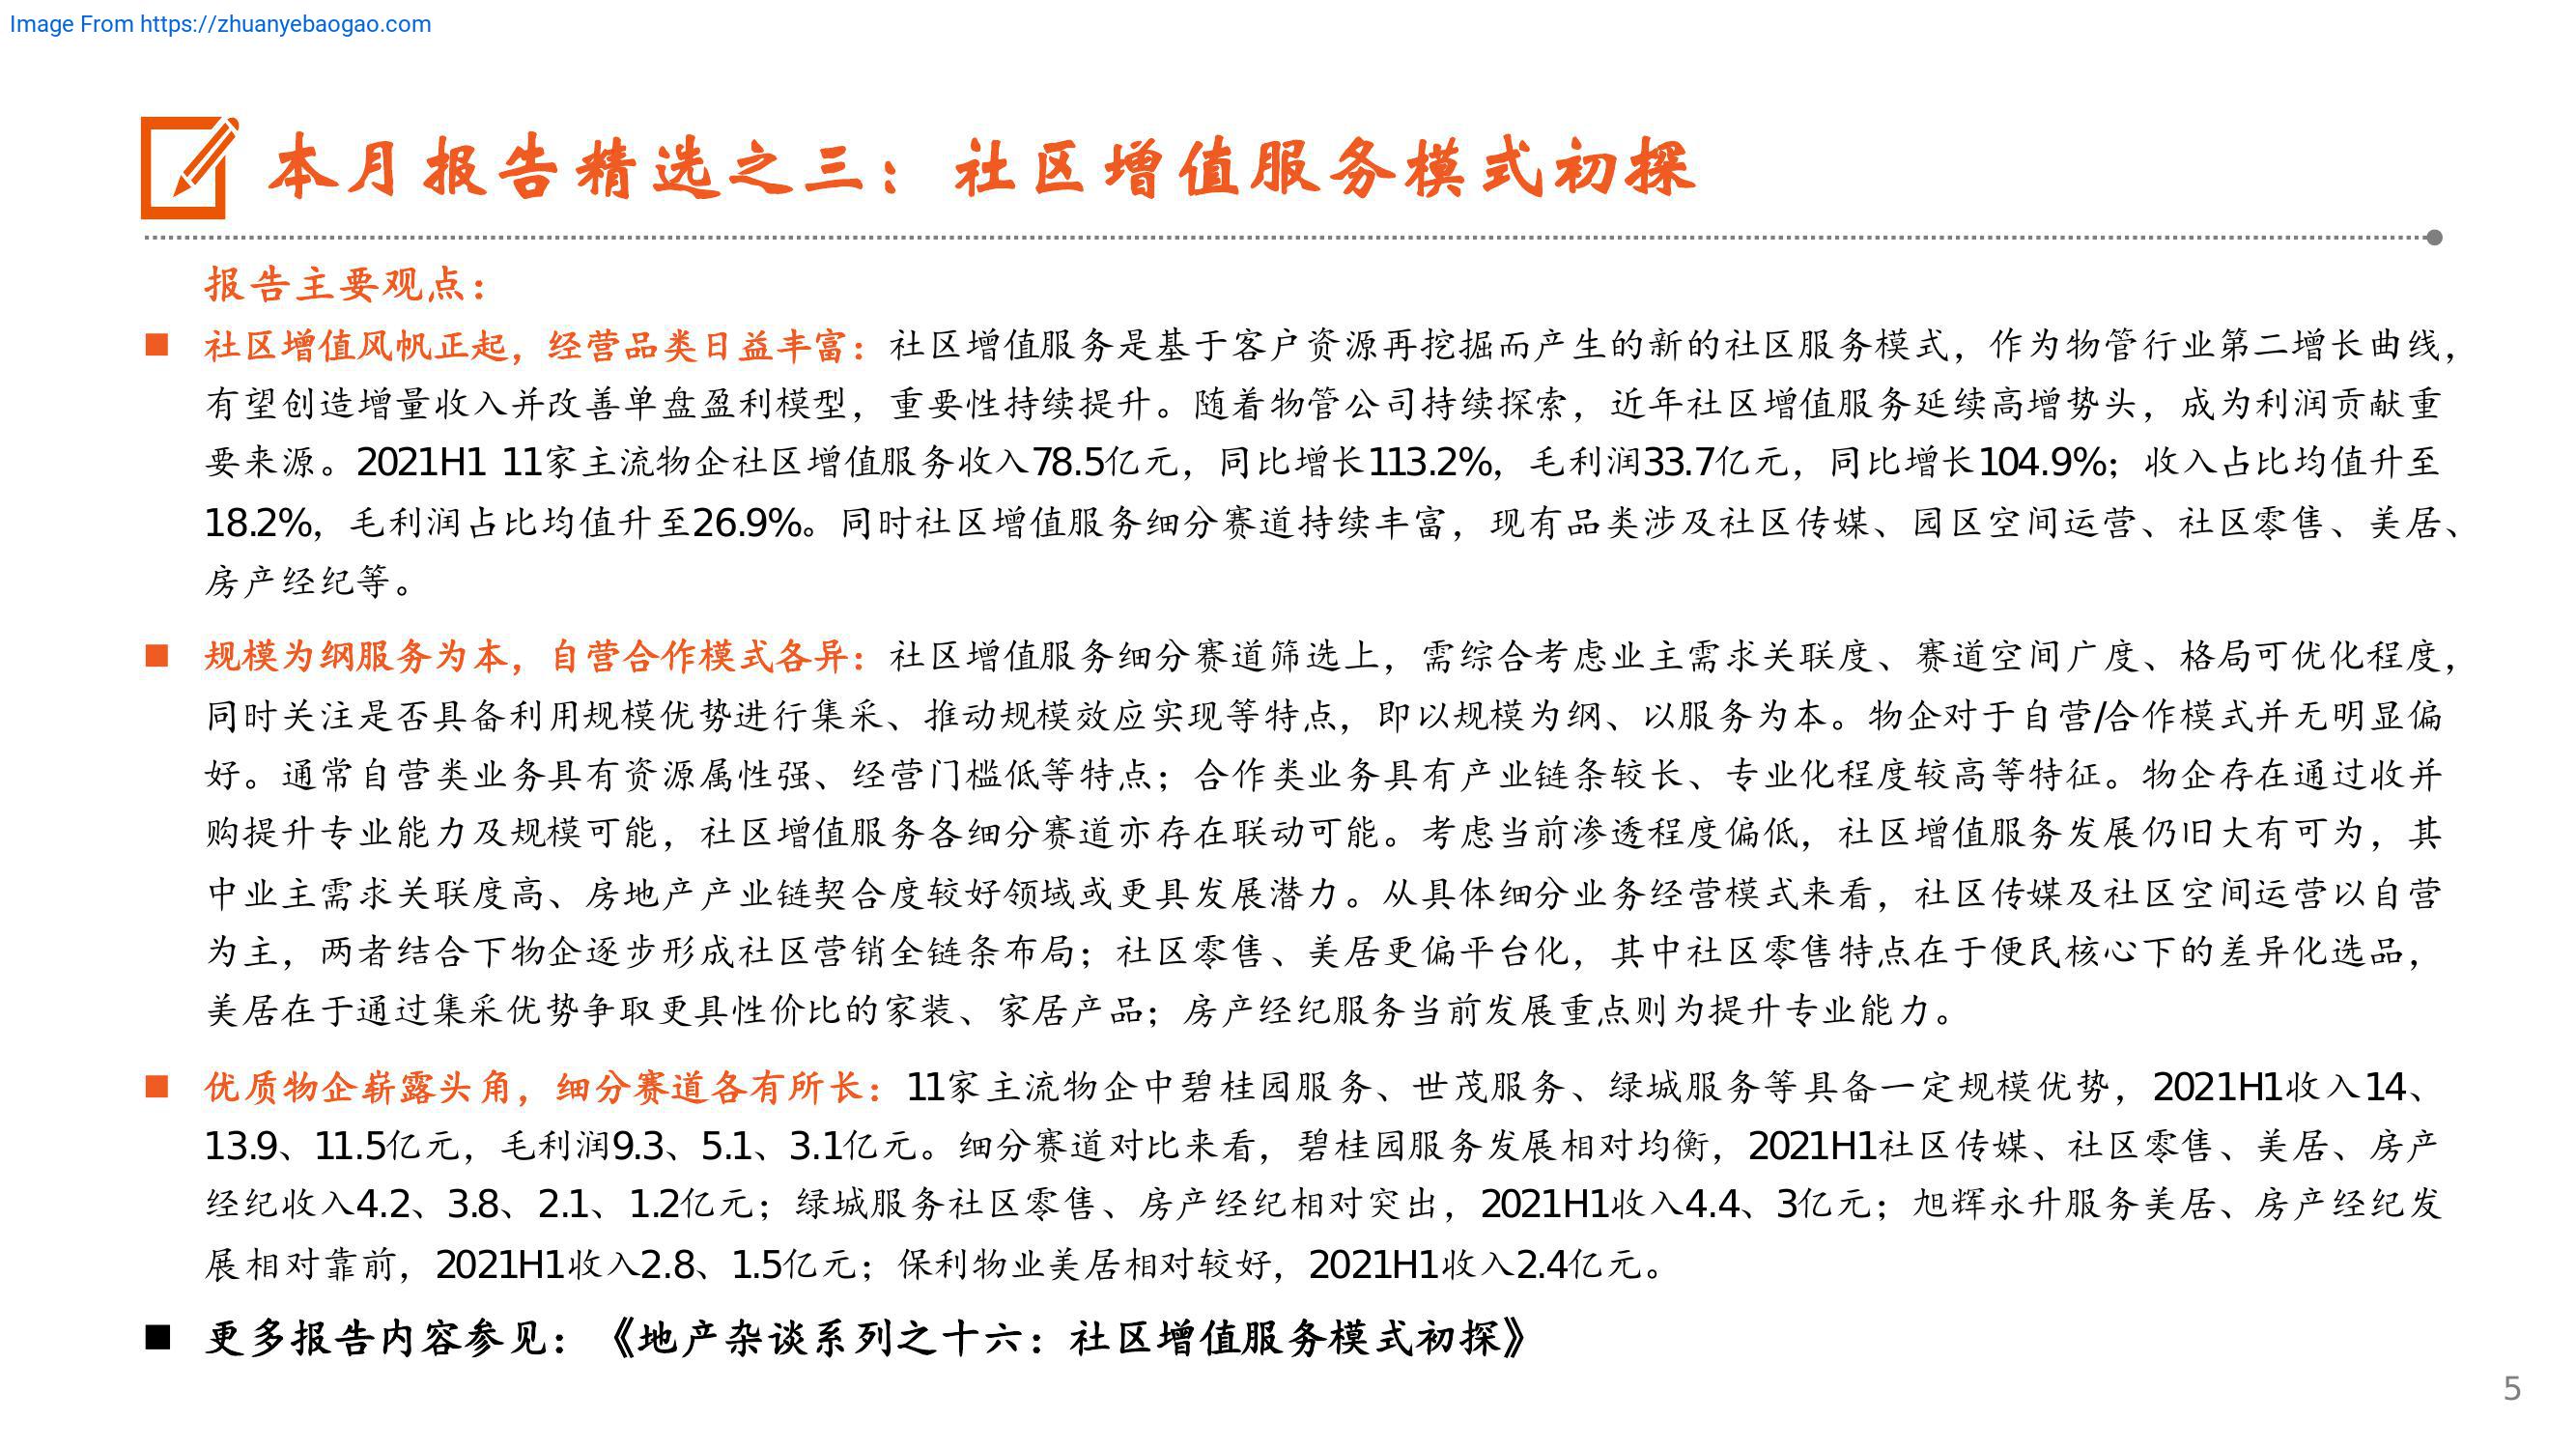 Image From https://zhuanyebaogao.com
本月报告精选之三：社区增值服务模式初探
报告主要观点：
■ 社区增值风帆正起，经营品类日益丰富：社区增值服务是基于客户资源再挖掘而产生的新的社区服务模式，作为物管行业第二增长曲线，
有望创造增量收入并改善单盘盈利模型，重要性持续提升。随着物管公司持续探索，近年社区增值服务延续高增势头，成为利润贡献重
要来源。2021H1 11家主流物企社区增值服务收入78.5亿元，同比增长113.2%，毛利润33.7亿元，同比增长104.9%；收入占比均值升至
18.2%，毛利润占比均值升至26.9%。同时社区增值服务细分赛道持续丰富，现有品类涉及社区传媒、园区空间运营、社区零售、美居、
房产经纪等。
■ 规模为纲服务为本，自营合作模式各异：社区增值服务细分赛道筛选上，需综合考虑业主需求关联度、赛道空间广度、格局可优化程度，
同时关注是否具备利用规模优势进行集采、推动规模效应实现等特点，即以规模为纲、以服务为本。物企对于自营/合作模式并无明显偏
好。通常自营类业务具有资源属性强、经营门槛低等特点；合作类业务具有产业链条较长、专业化程度较高等特征。物企存在通过收并
购提升专业能力及规模可能，社区增值服务各细分赛道亦存在联动可能。考虑当前渗透程度偏低，社区增值服务发展仍旧大有可为，其
中业主需求关联度高、房地产产业链契合度较好领域或更具发展潜力。从具体细分业务经营模式来看，社区传媒及社区空间运营以自营
为主，两者结合下物企逐步形成社区营销全链条布局；社区零售、美居更偏平台化，其中社区零售特点在于便民核心下的差异化选品，
美居在于通过集采优势争取更具性价比的家装、家居产品；房产经纪服务当前发展重点则为提升专业能力。
■ 优质物企崭露头角，细分赛道各有所长：11家主流物企中碧桂园服务、世茂服务、绿城服务等具备一定规模优势，2021H1收入14、
13.9、11.5亿元，毛利润9.3、5.1、3.1亿元。细分赛道对比来看，碧桂园服务发展相对均衡，2021H1社区传媒、社区零售、美居、房产
经纪收入4.2、3.8、2.1、1.2亿元；绿城服务社区零售、房产经纪相对突出，2021H1收入4.4、3亿元；旭辉永升服务美居、房产经纪发
展相对靠前，2021H1收入2.8、1.5亿元；保利物业美居相对较好，2021H1收入2.4亿元。
■ 更多报告内容参见：《地产杂谈系列之十六：社区增值服务模式初探》
5